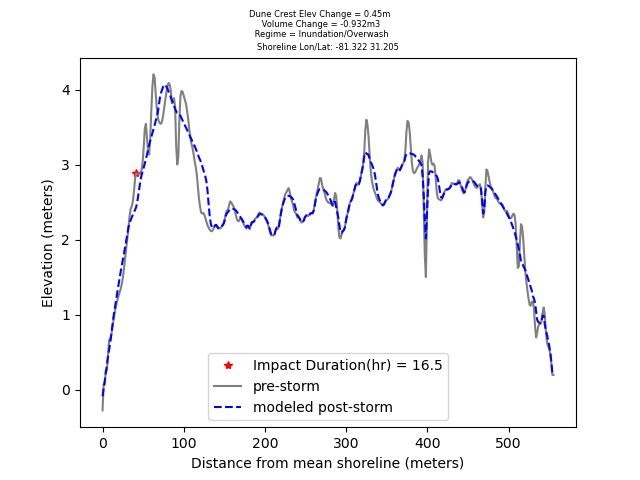 Dune Crest Elev Change = 0.45m
Volume Change = -0.932m3
Regime = Inundation/Overwash
Shoreline Lon/Lat: -81.322 31.205
4
3
2
1
0
Elevation (meters)
Impact Duration(hr) = 16.5
pre-storm
modeled post-storm
0 100 200 300 400 500
Distance from mean shoreline (meters)